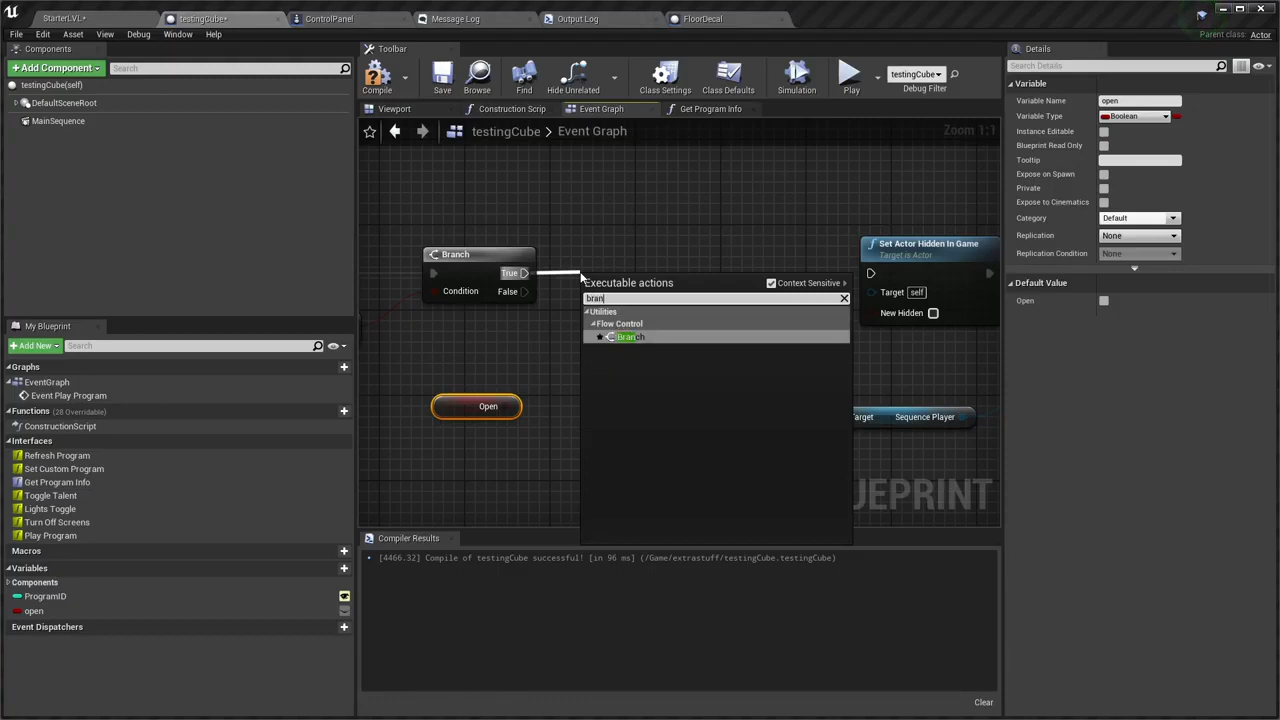 StarterLVL*
testingCube*
ControlPanel
Message Log
Output Log
FloorDecal
File Edit Asset View Debug Window Help
Parent class: Actor
Components
+Add Component
Search
testingCube(self)
DefaultSceneRoot
MainSequence
Toolbar
Compile
Save
Browse
Find
Hide Unrelated
Class Settings
Class Defaults
Simulation
Play
testingCube
Debug Filter
Viewport
Construction Scrip
Event Graph
Get Program Info
testingCube > Event Graph
Zoom 1:1
Branch
True
Condition
False
Open
Executable actions
Context Sensitive
bran
Utilities
Flow Control
Branch
Set Actor Hidden In Game
Target is Actor
Target self
New Hidden
arget Sequence Player
UEPRINT
My Blueprint
+Add New
Search
Graphs
EventGraph
Event Play Program
Functions (28 Overridable)
ConstructionScript
Interfaces
Refresh Program
Set Custom Program
Get Program Info
Toggle Talent
Lights Toggle
Turn Off Screens
Play Program
Macros
Variables
Components
ProgramID
open
Event Dispatchers
Compiler Results
[4466.32] Compile of testingCube successful! [in 96 ms] (/Game/extrastuff/testingCube.testingCube)
Clear
Details
Search Details
Variable
Variable Name open
Variable Type Boolean
Instance Editable
Blueprint Read Only
Tooltip
Expose on Spawn
Private
Expose to Cinematics
Category Default
Replication None
Replication Condition None
Default Value
Open